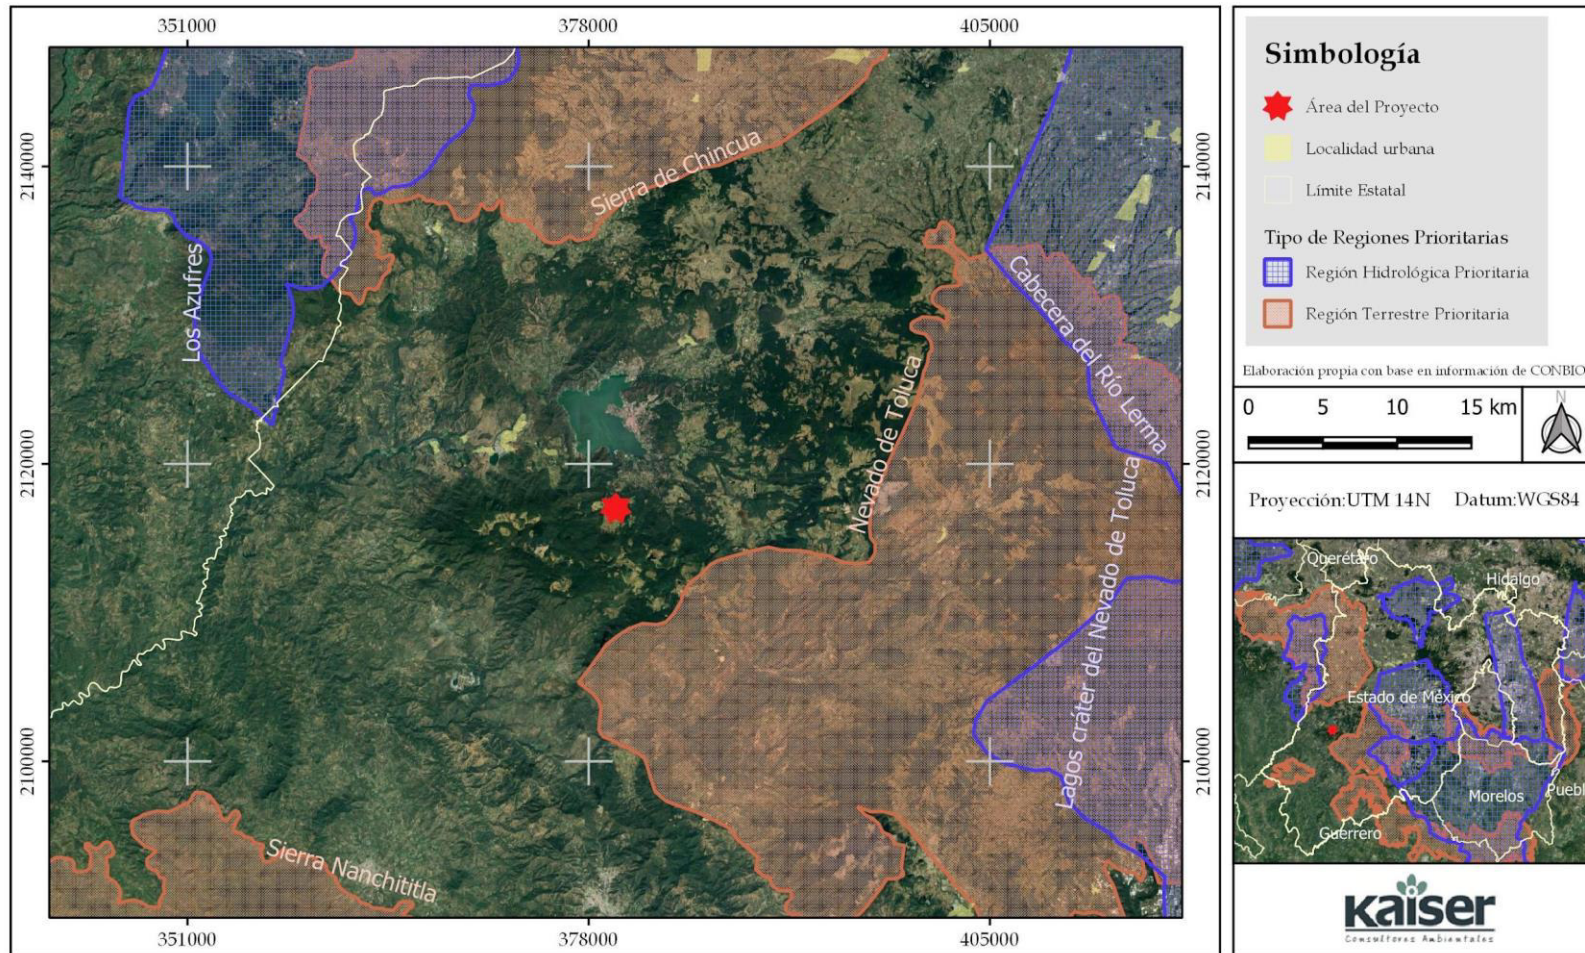 351000
378000
405000
2140000
2140000
2120000
2120000
2100000
2100000
351000
378000
405000
Sierra de Chincua
Los Azufres
Cabecera del Río Lerma
Nevado de Toluca
Lagos cráter del Nevado de Toluca
Sierra Nanchititla
Simbología
Área del Proyecto
Localidad urbana
Límite Estatal
Tipo de Regiones Prioritarias
Región Hidrológica Prioritaria
Región Terrestre Prioritaria
Elaboración propia con base en información de CONBIO
0 5 10 15 km
N
Proyección:UTM 14N Datum:WGS84
Querétaro
Hidalgo
Estado de México
Morelos
Puebl
Guerrero
Kaiser
Consultores Ambientales